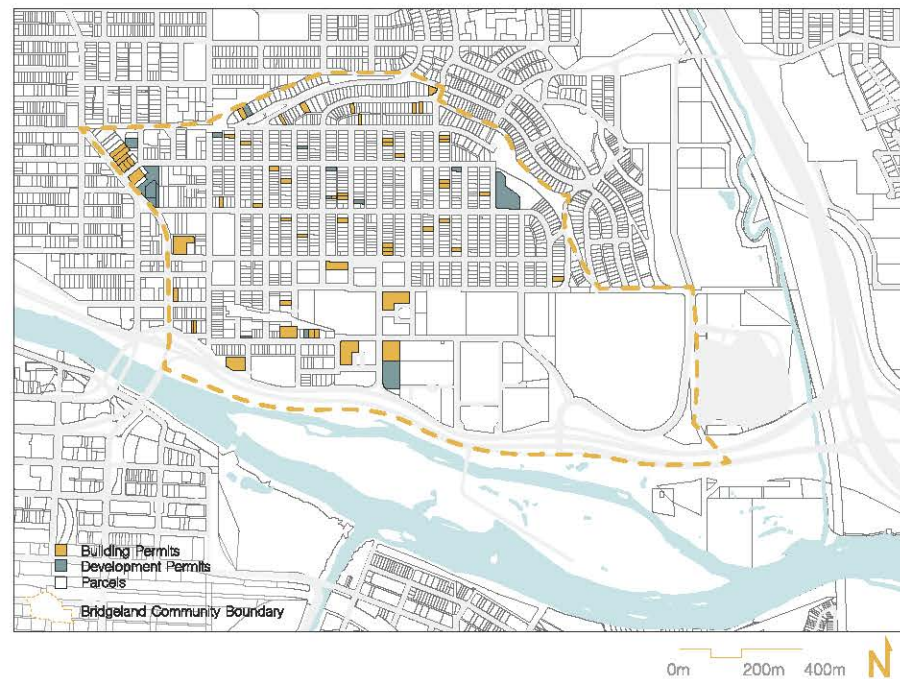 Building Permits
Development Permits
Parcels
Bridgeland Community Boundary
0m 200m 400m N